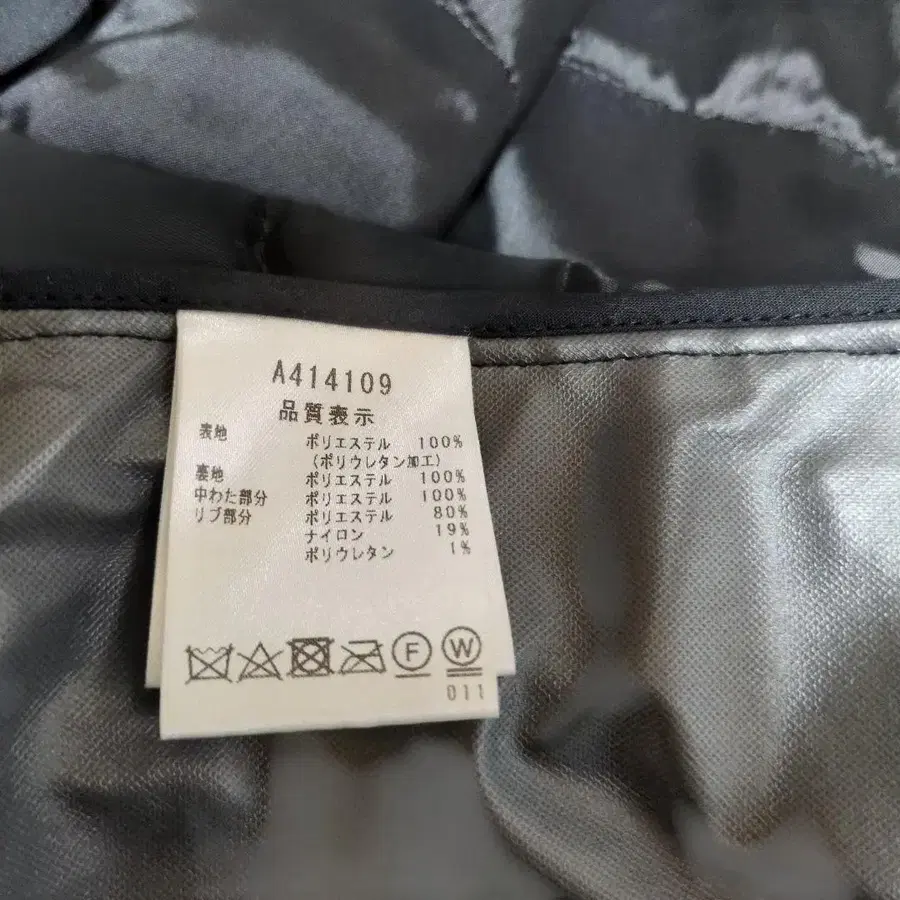 A414109
品質表示
表地 ポリエステル 100%
(ポリウレタン加工)
裏地 ポリエステル 100%
中わた部分 ポリエステル 100%
リブ部分 ポリエステル 80%
ナイロン 19%
ポリウレタン 1%
F W
011